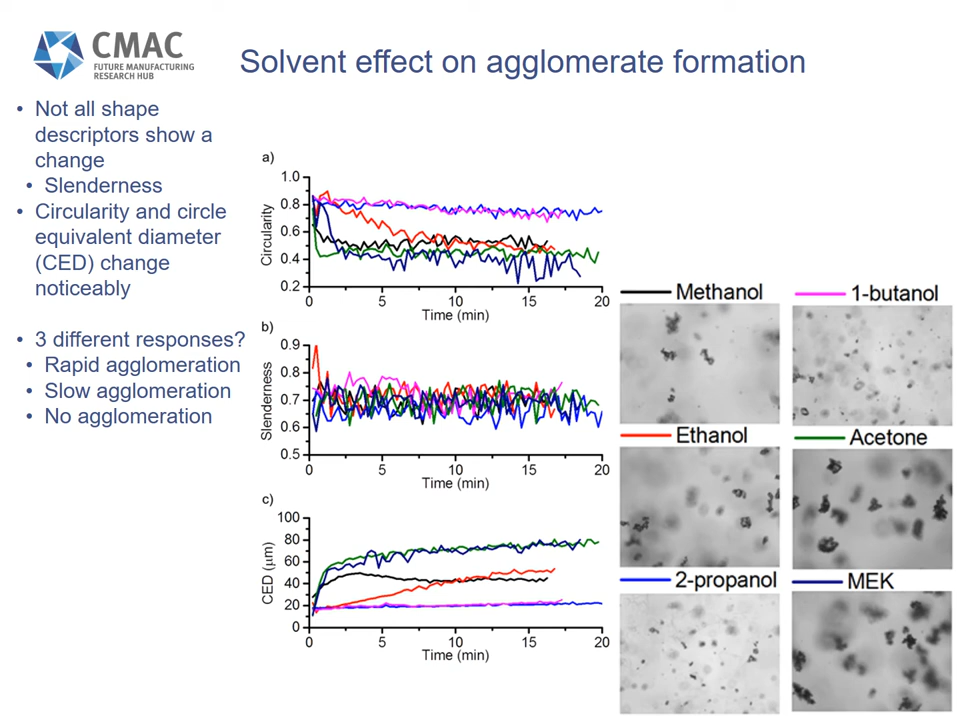 CMAC
FUTURE MANUFACTURING
RESEARCH HUB
Solvent effect on agglomerate formation
• Not all shape
descriptors show a
change
• Slenderness
• Circularity and circle
equivalent diameter
(CED) change
noticeably
• 3 different responses?
• Rapid agglomeration
• Slow agglomeration
• No agglomeration
a)
Circularity
1.0
0.8
0.6
0.4
0.2
0 5 10 15 20
Time (min)
b)
Slenderness
0.9
0.8
0.7
0.6
0.5
0 5 10 15 20
Time (min)
c)
CED (μm)
100
80
60
40
20
0
0 5 10 15 20
Time (min)
Methanol
1-butanol
Ethanol
Acetone
2-propanol
MEK